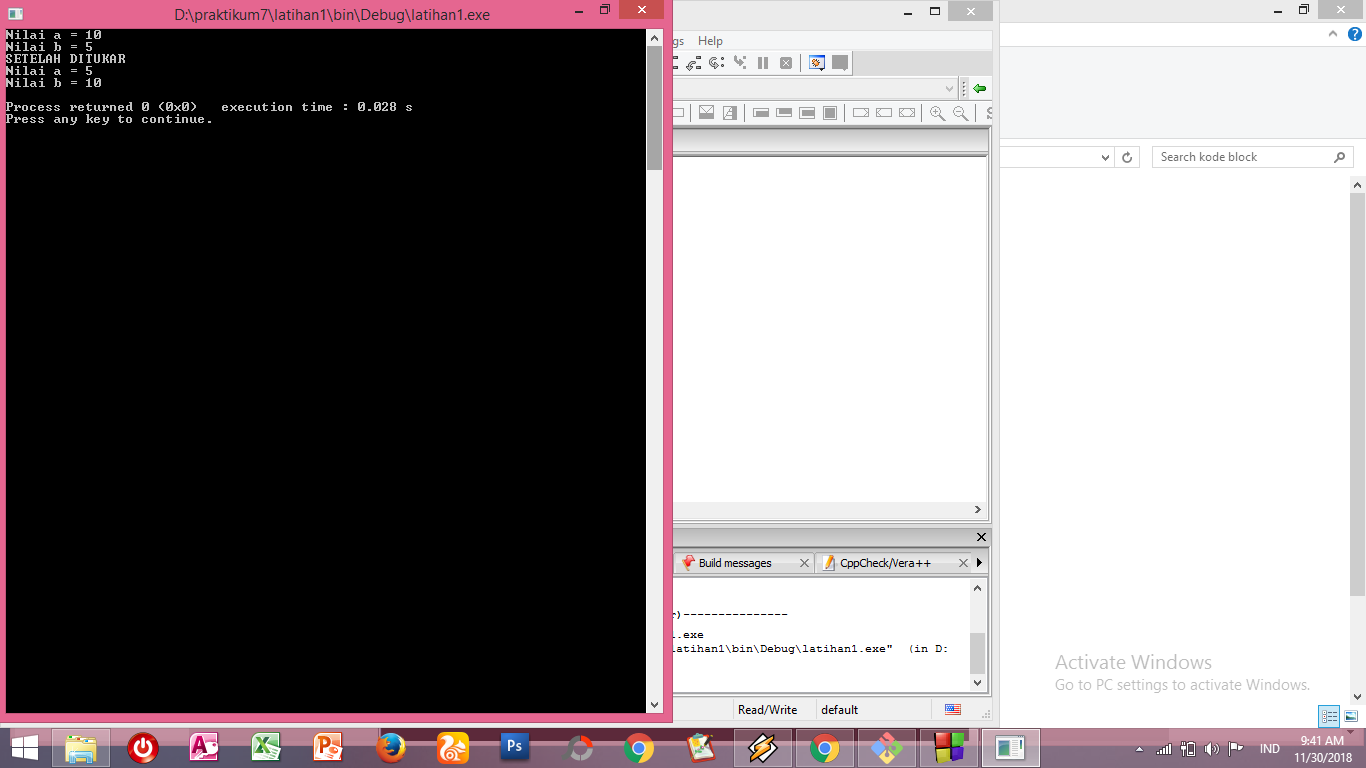 D:\praktikum7\latihan1\bin\Debug\latihan1.exe
Nilai a = 10
Nilai b = 5
SETELAH DITUKAR
Nilai a = 5
Nilai b = 10
Process returned 0 (0x0)   execution time : 0.028 s
Press any key to continue.
gs Help
Search kode block
Build messages
CppCheck/Vera++
r)---------------
1.exe
latihan1\bin\Debug\latihan1.exe"  (in D:
Activate Windows
Go to PC settings to activate Windows.
Read/Write default
IND
9:41 AM
11/30/2018